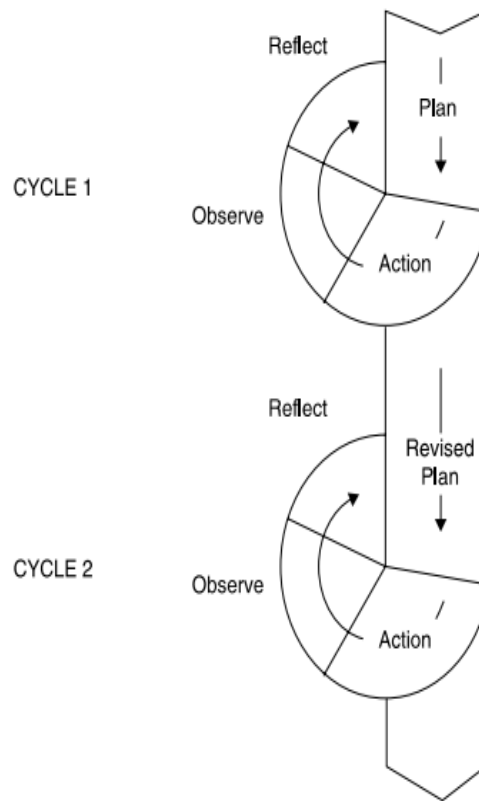 Reflect
Plan
CYCLE 1
Observe
Action
Reflect
Revised
Plan
CYCLE 2
Observe
Action